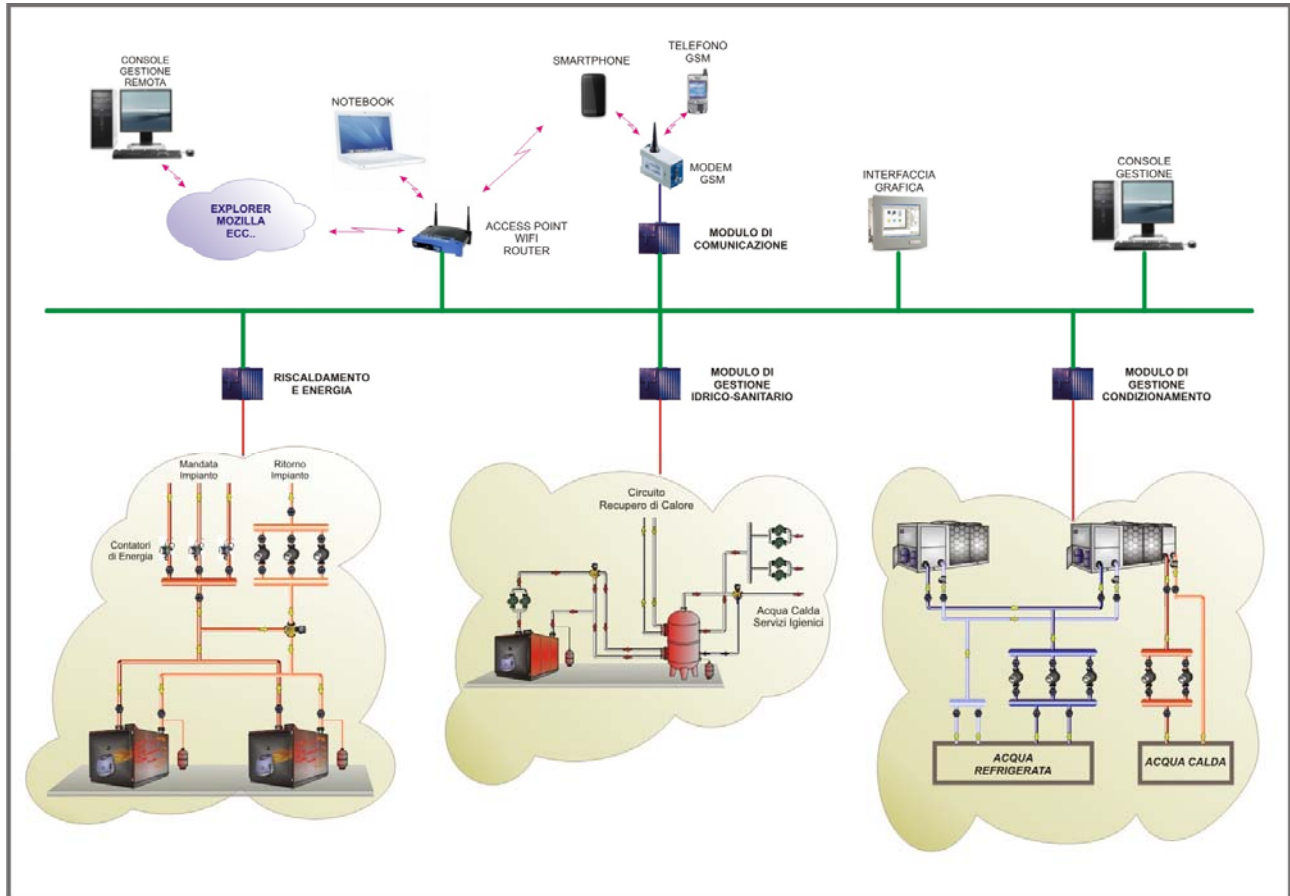 CONSOLE
GESTIONE
REMOTA
NOTEBOOK
SMARTPHONE
TELEFONO
GSM
MODEM
GSM
EXPLORER
MOZILLA
ECC..
ACCESS POINT
WIFI
ROUTER
MODULO DI
COMUNICAZIONE
INTERFACCIA
GRAFICA
CONSOLE
GESTIONE
RISCALDAMENTO
E ENERGIA
MODULO DI
GESTIONE
IDRICO-SANITARIO
MODULO DI
GESTIONE
CONDIZIONAMENTO
Mandata
Impianto
Ritorno
Impianto
Contatori
di Energia
Circuito
Recupero di Calore
Acqua Calda
Servizi Igienici
ACQUA
REFRIGERATA
ACQUA CALDA